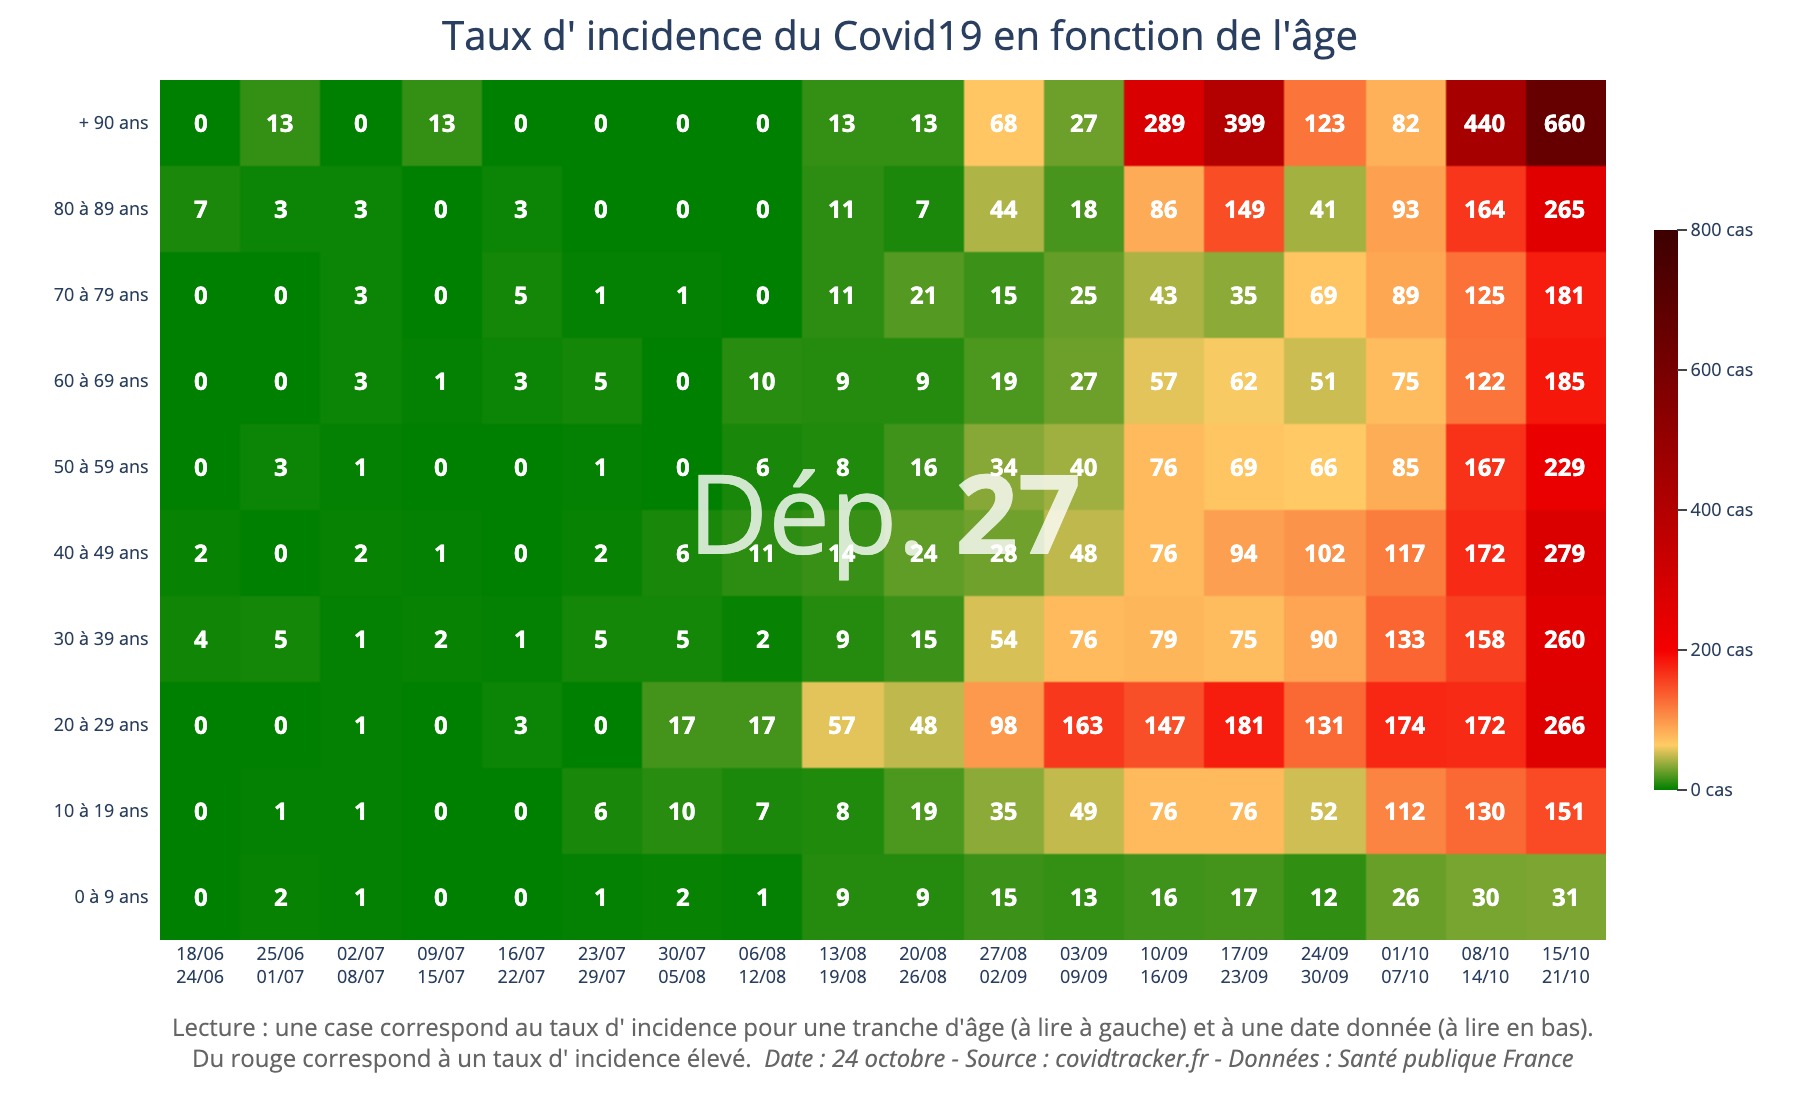 Taux d' incidence du Covid19 en fonction de l'âge
+ 90 ans 0 13 0 13 0 0 0 0 13 13 68 27 289 399 123 82 440 660
80 à 89 ans 7 3 3 0 3 0 0 0 11 7 44 18 86 149 41 93 164 265
70 à 79 ans 0 0 3 0 5 1 1 0 11 21 15 25 43 35 69 89 125 181
60 à 69 ans 0 0 3 1 3 5 0 10 9 9 19 27 57 62 51 75 122 185
50 à 59 ans 0 3 1 0 0 1 0 6 8 16 34 40 76 69 66 85 167 229
Dép. 27
40 à 49 ans 2 0 2 1 0 2 6 11 14 24 28 48 76 94 102 117 172 279
30 à 39 ans 4 5 1 2 1 5 5 2 9 15 54 76 79 75 90 133 158 260
20 à 29 ans 0 0 1 0 3 0 17 17 57 48 98 163 147 181 131 174 172 266
10 à 19 ans 0 1 1 0 0 6 10 7 8 19 35 49 76 76 52 112 130 151
0 à 9 ans 0 2 1 0 0 1 2 1 9 9 15 13 16 17 12 26 30 31
18/06 25/06 02/07 09/07 16/07 23/07 30/07 06/08 13/08 20/08 27/08 03/09 10/09 17/09 24/09 01/10 08/10 15/10
24/06 01/07 08/07 15/07 22/07 29/07 05/08 12/08 19/08 26/08 02/09 09/09 16/09 23/09 30/09 07/10 14/10 21/10
800 cas
600 cas
400 cas
200 cas
0 cas
Lecture : une case correspond au taux d' incidence pour une tranche d'âge (à lire à gauche) et à une date donnée (à lire en bas).
Du rouge correspond à un taux d' incidence élevé. Date : 24 octobre - Source : covidtracker.fr - Données : Santé publique France